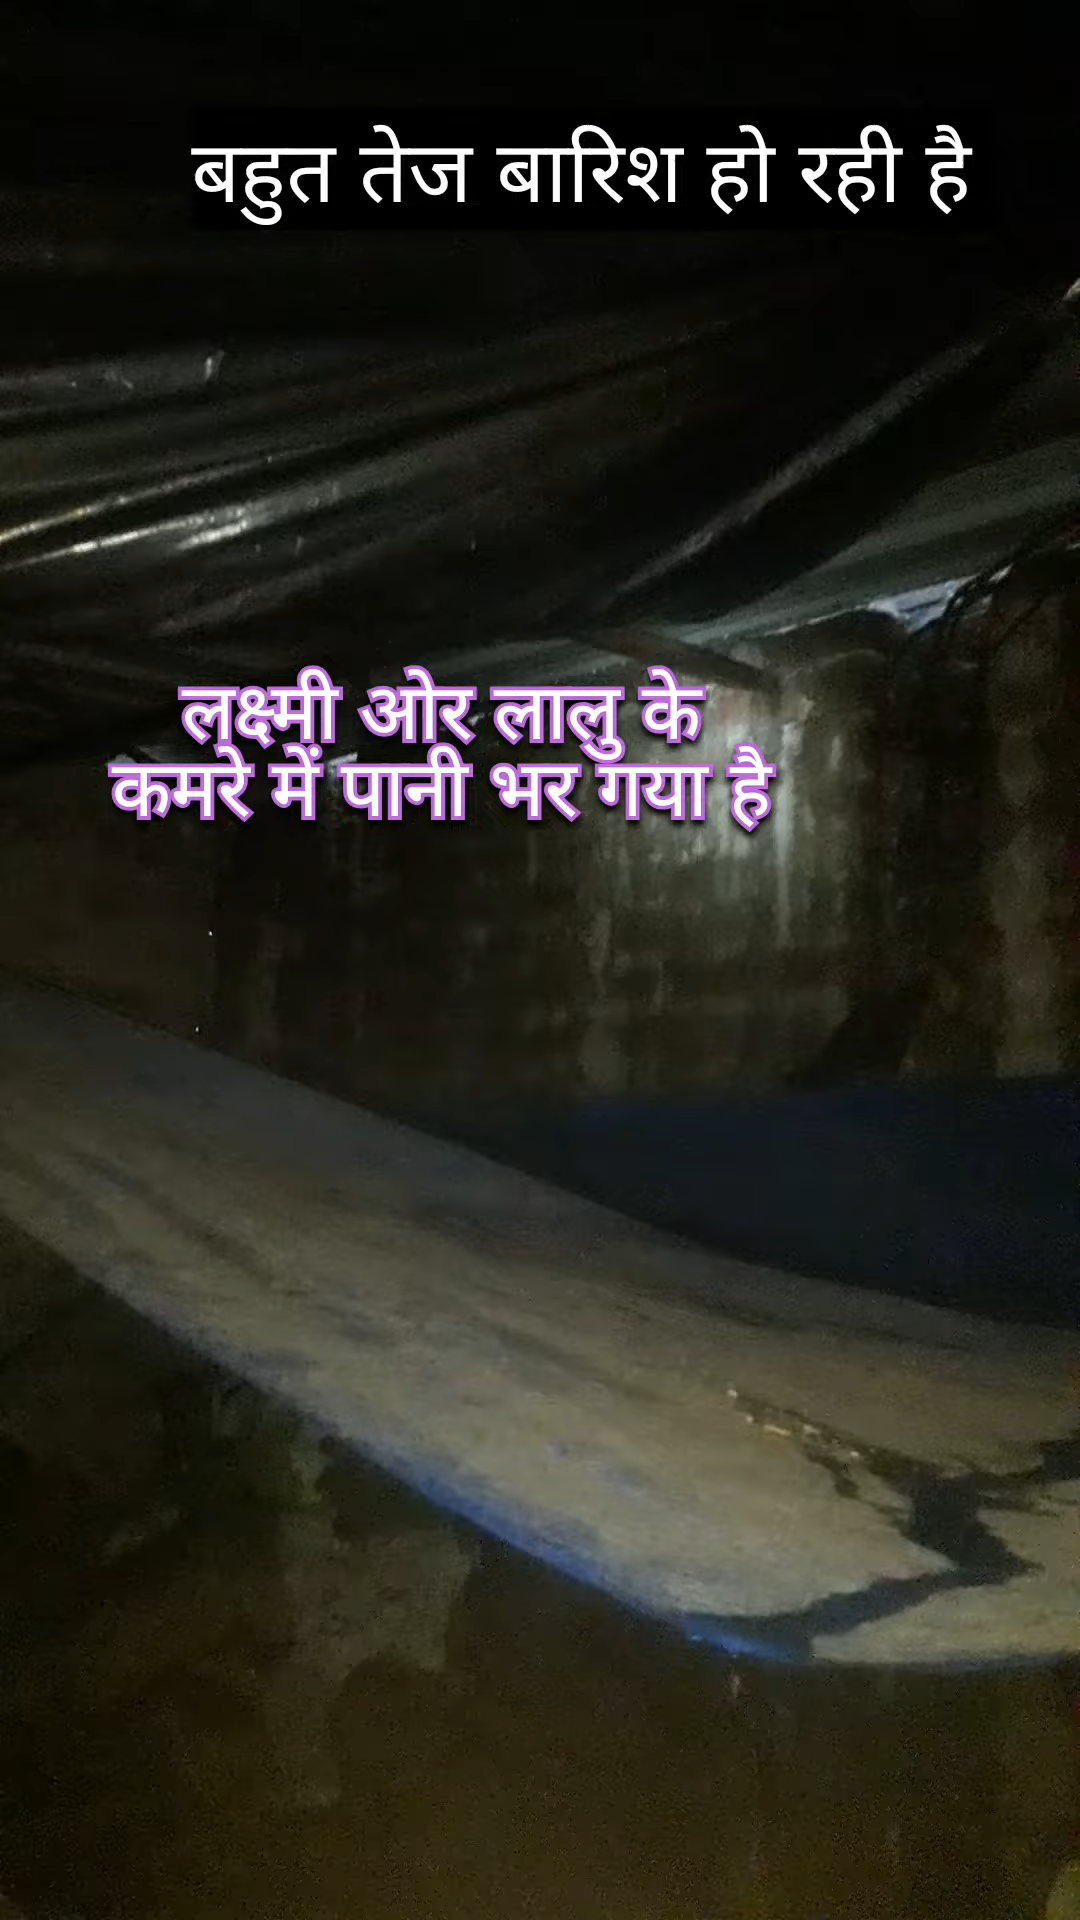 बहुत तेज बारिश हो रही है
लक्ष्मी ओर लालु के
कमरे में पानी भर गया है